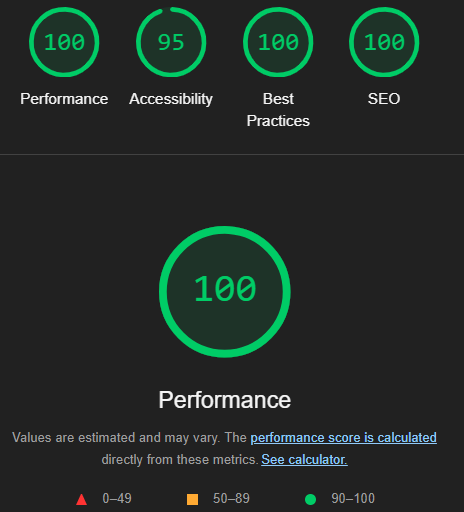 100 95 100 100
Performance Accessibility Best Practices SEO
100
Performance
Values are estimated and may vary. The performance score is calculated
directly from these metrics. See calculator.
0–49 50–89 90–100